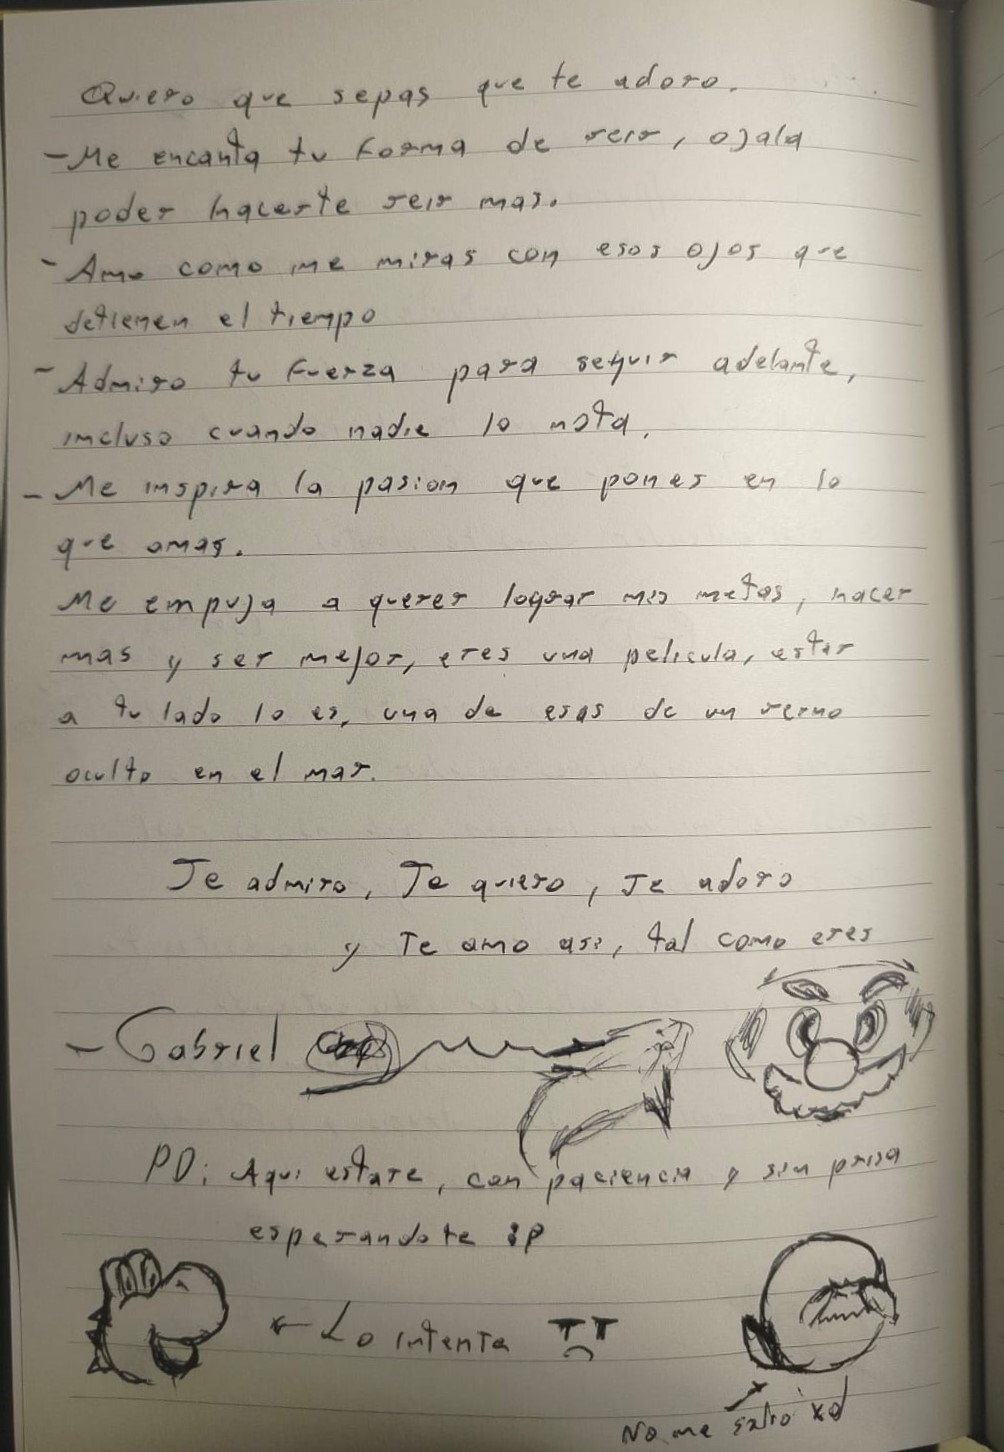 Quiero que sepas que te adoro.
- Me encanta tu forma de reir, ojala
poder hacerte reir mas.
- Amo como me miras con esos ojos que
detienen el tiempo
- Admiro tu fuerza para seguir adelante,
incluso cuando nadie lo nota.
- Me inspira la pasion que pones en lo
que amas.
Me empuja a querer lograr mis metas, hacer
mas y ser mejor, eres una pelicula, estar
a tu lado lo es, una de esas de un reino
oculto en el mar.
Te admiro, Te quiero, Te adoro
y Te amo asi, tal como eres
- Gabriel
PD: Aqui estare, con paciencia y sin prisa
esperandote :P
← Lo intenta TT
No me salio xd